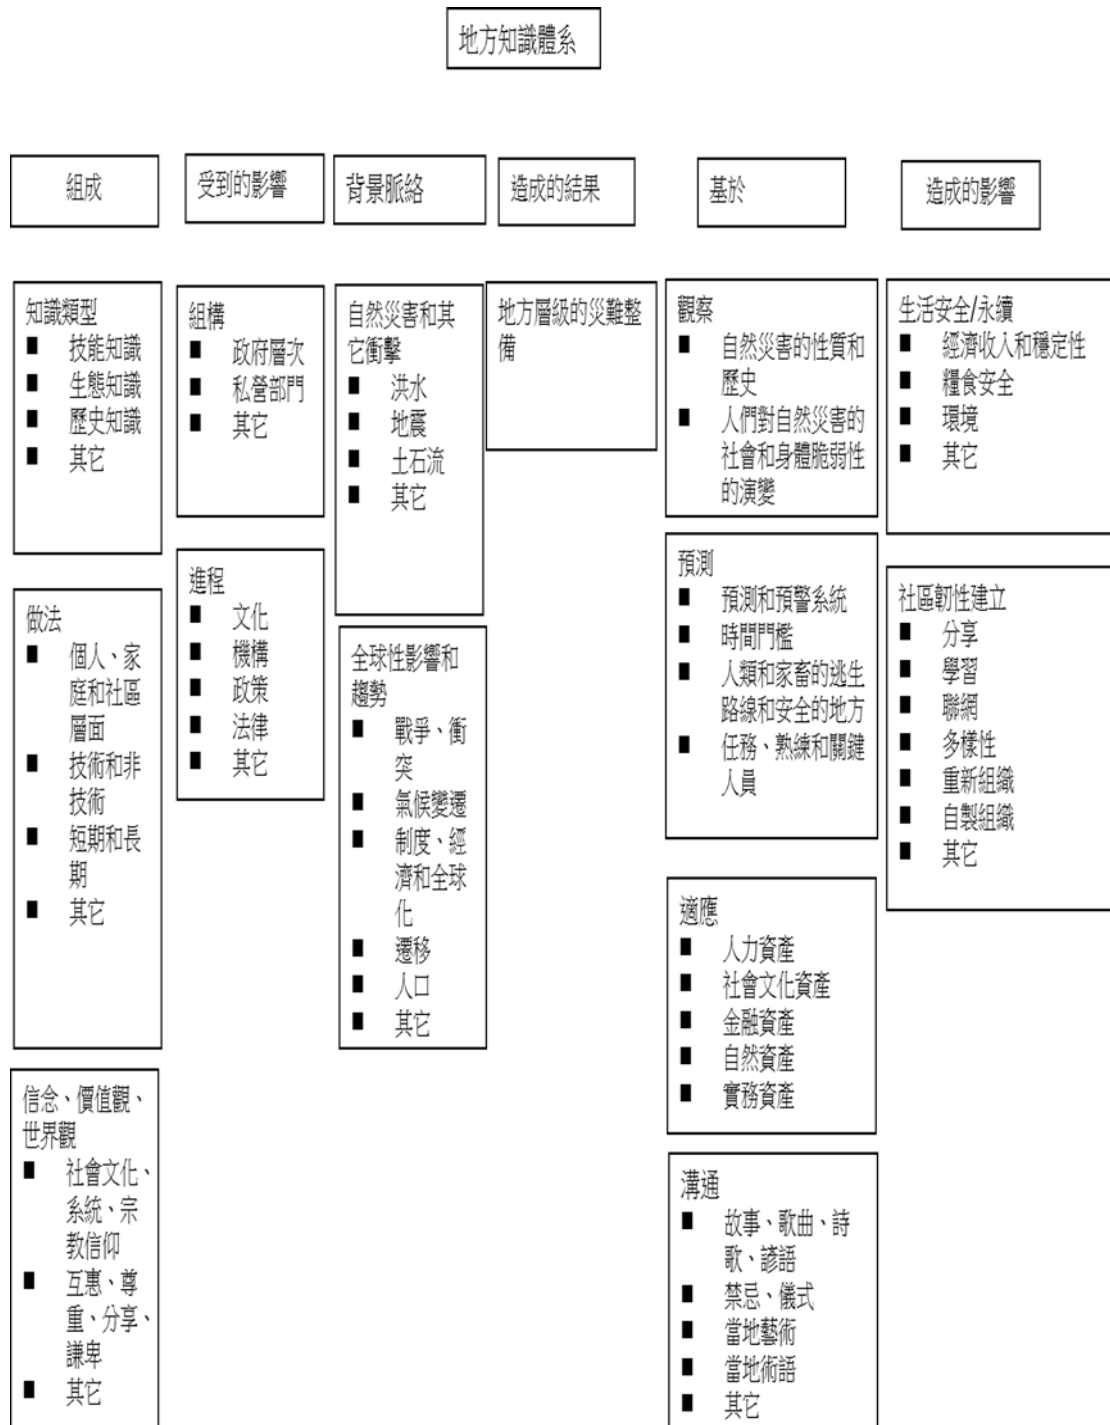 地方知識體系
組成
受到的影響
背景脈絡
造成的結果
基於
造成的影響
知識類型
■ 技能知識
■ 生態知識
■ 歷史知識
■ 其它
做法
■ 個人、家
庭和社區
層面
■ 技術和非
技術
■ 短期和長
期
■ 其它
信念、價值觀、
世界觀
■ 社會文化、
系統、宗
教信仰
■ 互惠、尊
重、分享、
謙卑
■ 其它
組構
■ 政府層次
■ 私營部門
■ 其它
進程
■ 文化
■ 機構
■ 政策
■ 法律
■ 其它
自然災害和其
它衝擊
■ 洪水
■ 地震
■ 土石流
■ 其它
全球性影響和
趨勢
■ 戰爭、衝
突
■ 氣候變遷
■ 制度、經
濟和全球
化
■ 遷移
■ 人口
■ 其它
地方層級的災難整
備
觀察
■ 自然災害的性質和
歷史
■ 人們對自然災害的
社會和身體脆弱性
的演變
預測
■ 預測和預警系統
■ 時間門檻
■ 人類和家畜的逃生
路線和安全的地方
■ 任務、熟練和關鍵
人員
適應
■ 人力資產
■ 社會文化資產
■ 金融資產
■ 自然資產
■ 實務資產
溝通
■ 故事、歌曲、詩
歌、諺語
■ 禁忌、儀式
■ 當地藝術
■ 當地術語
■ 其它
生活安全/永續
■ 經濟收入和穩定性
■ 糧食安全
■ 環境
■ 其它
社區韌性建立
■ 分享
■ 學習
■ 聯網
■ 多樣性
■ 重新組織
■ 自製組織
■ 其它